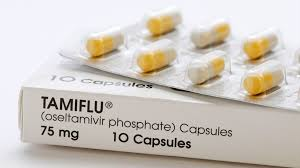 10 Capsules
TAMIFLU®
(oseltamivir phosphate) Capsules
75 mg 10 Capsules